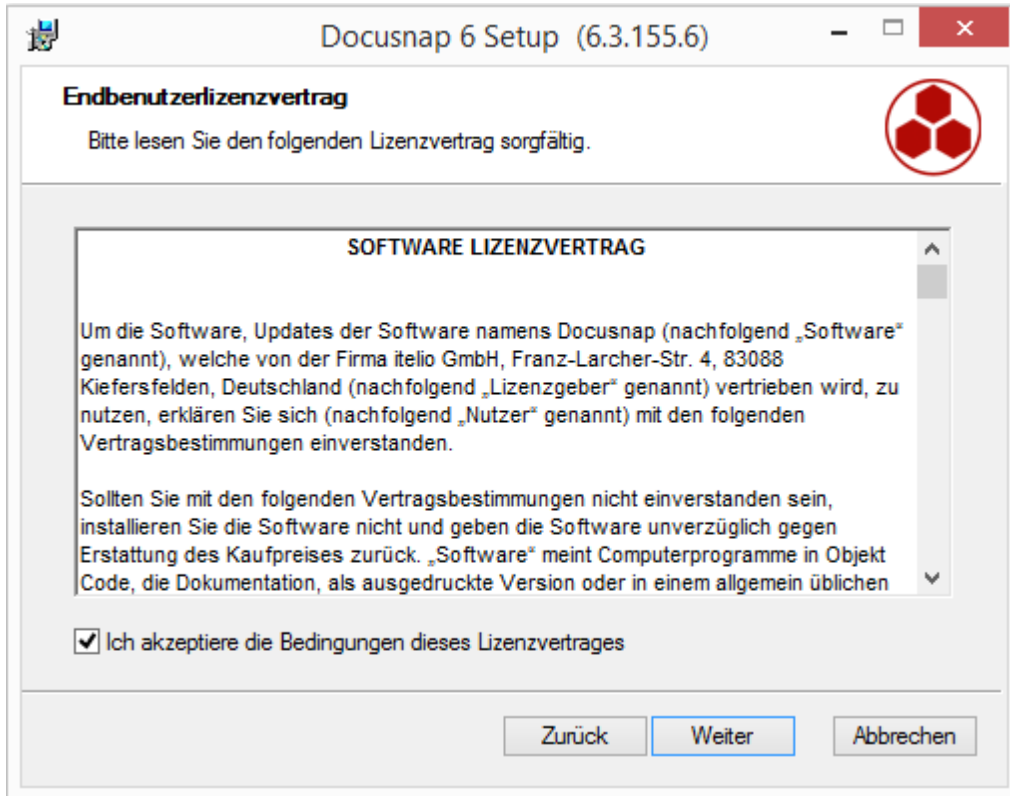 Docusnap 6 Setup (6.3.155.6)
Endbenutzerlizenzvertrag
Bitte lesen Sie den folgenden Lizenzvertrag sorgfältig.
SOFTWARE LIZENZVERTRAG
Um die Software, Updates der Software namens Docusnap (nachfolgend „Software“
genannt), welche von der Firma itelio GmbH, Franz-Larcher-Str. 4, 83088
Kiefersfelden, Deutschland (nachfolgend „Lizenzgeber“ genannt) vertrieben wird, zu
nutzen, erklären Sie sich (nachfolgend „Nutzer“ genannt) mit den folgenden
Vertragsbestimmungen einverstanden.
Sollten Sie mit den folgenden Vertragsbestimmungen nicht einverstanden sein,
installieren Sie die Software nicht und geben die Software unverzüglich gegen
Erstattung des Kaufpreises zurück. „Software“ meint Computerprogramme in Objekt
Code, die Dokumentation, als ausgedruckte Version oder in einem allgemein üblichen
Ich akzeptiere die Bedingungen dieses Lizenzvertrages
Zurück Weiter Abbrechen